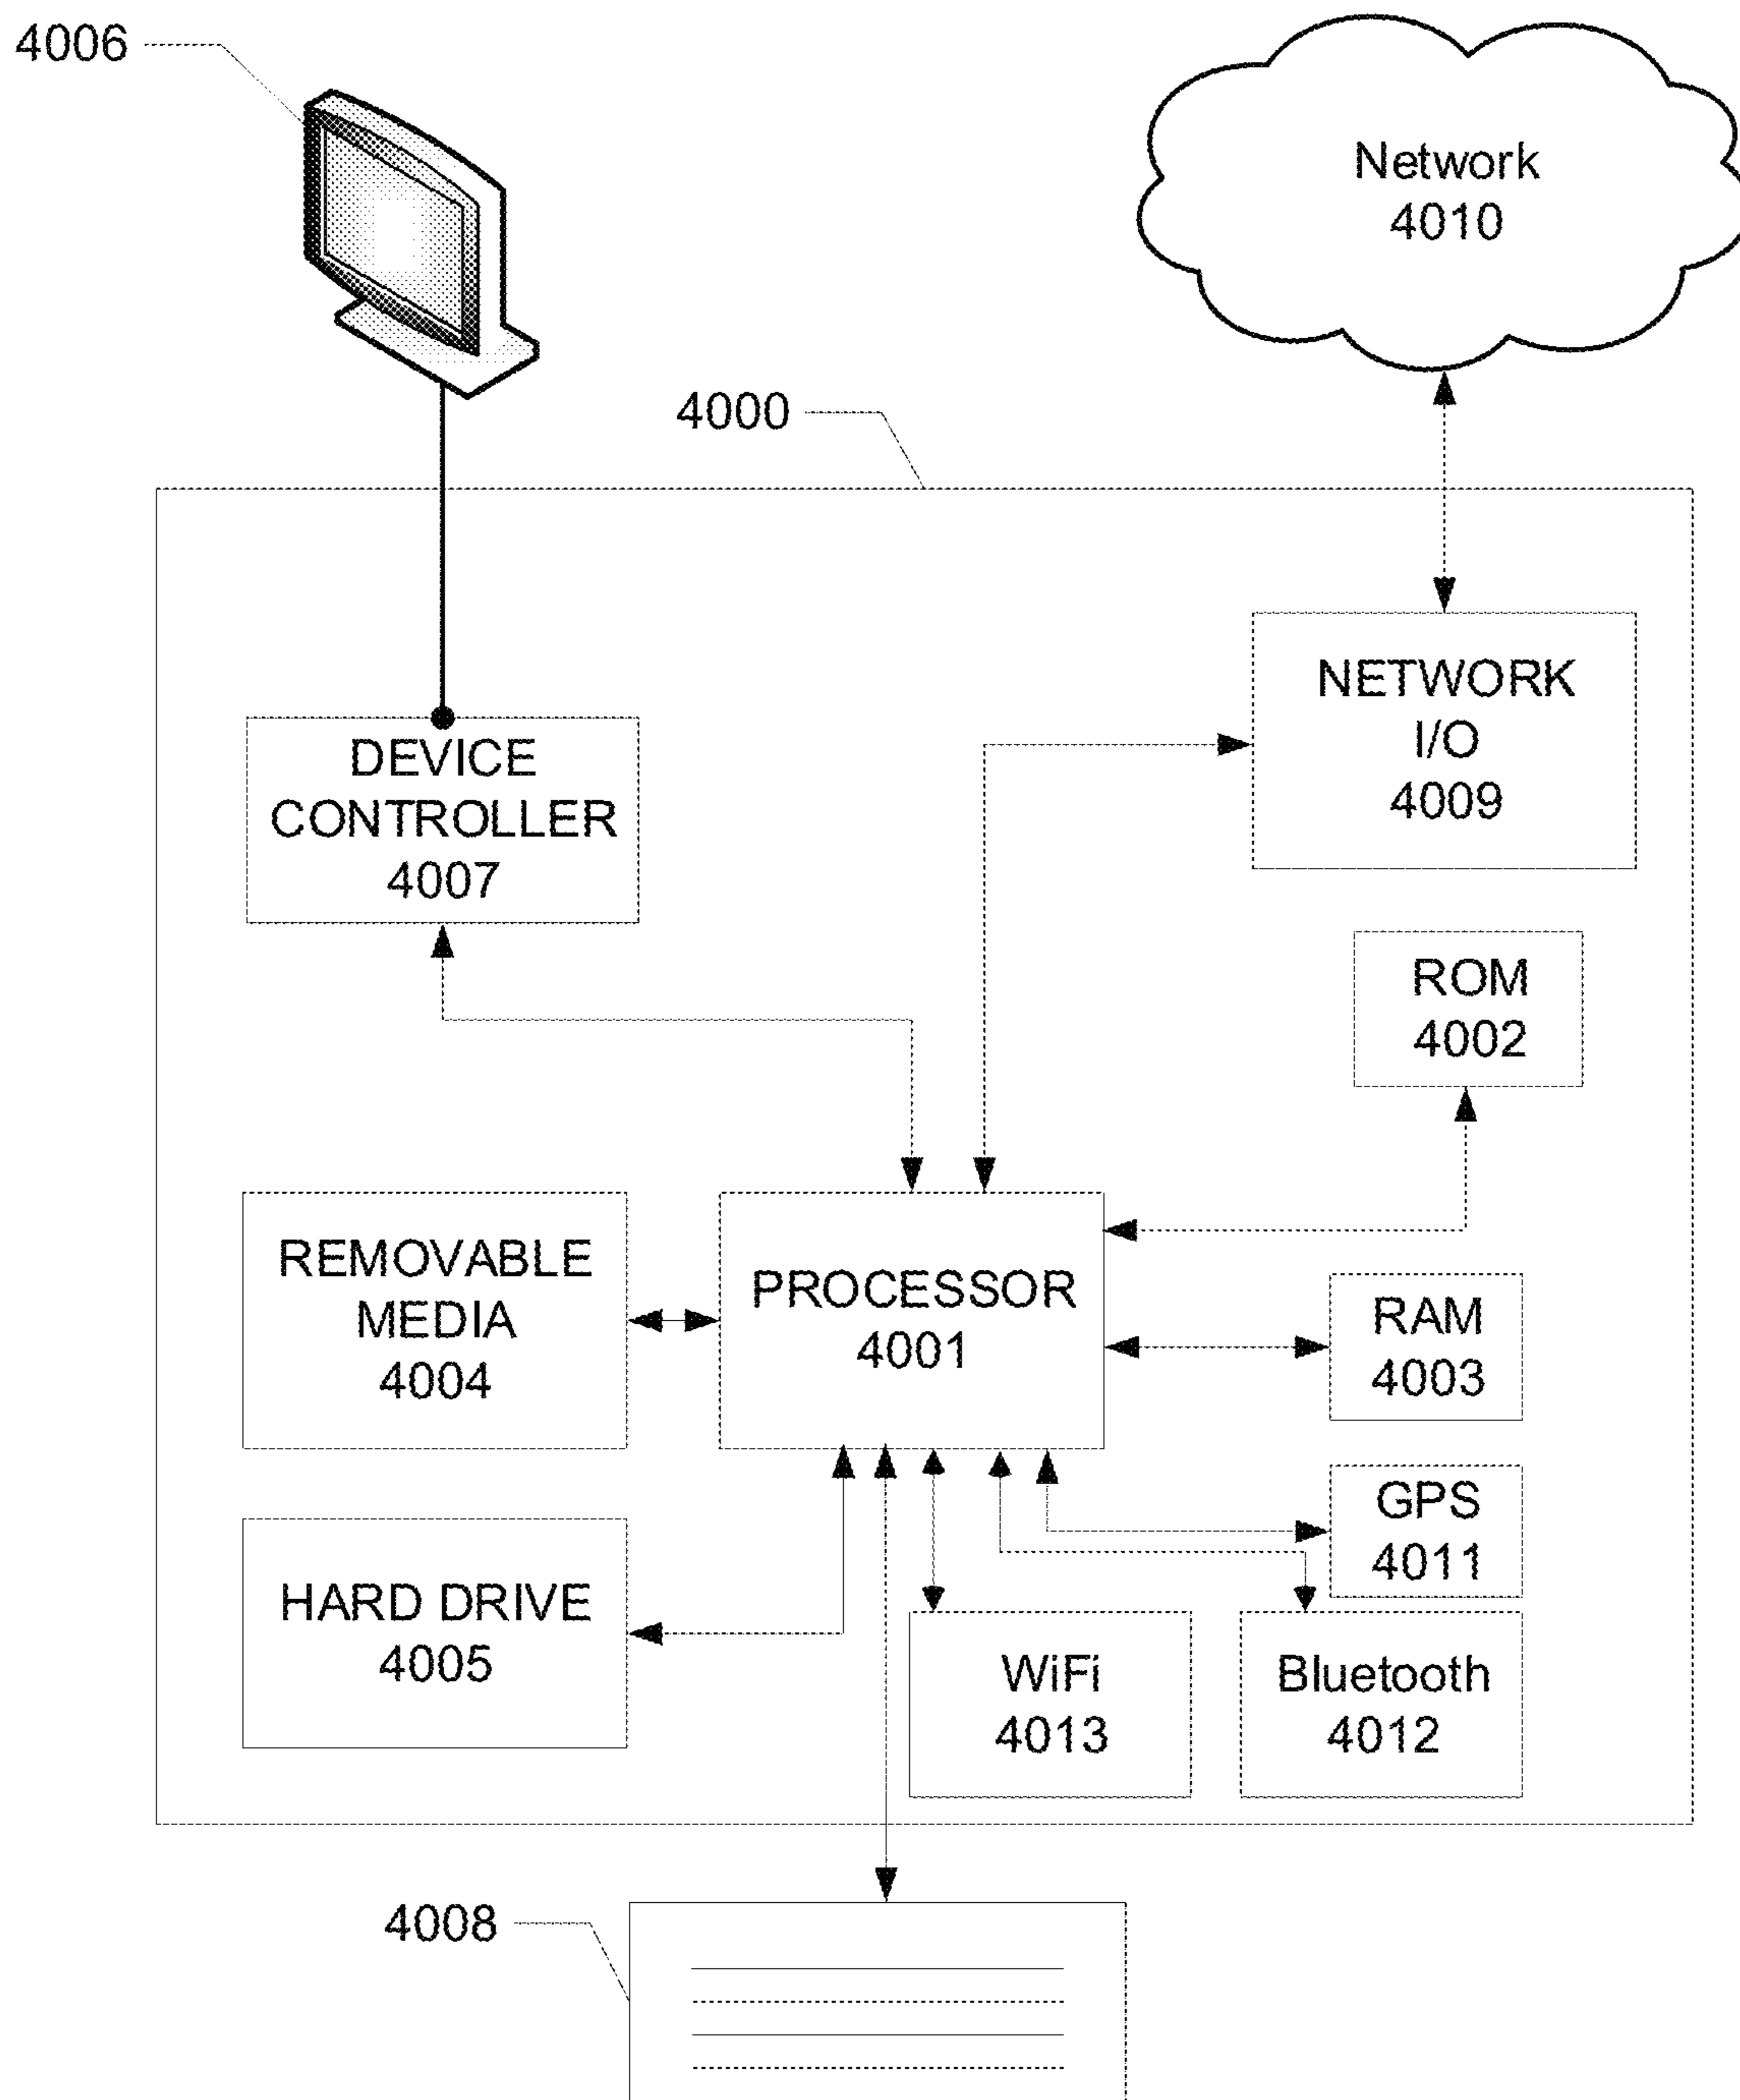 4006
Network
4010
4000
NETWORK
I/O
4009
DEVICE
CONTROLLER
4007
ROM
4002
REMOVABLE
MEDIA
4004
PROCESSOR
4001
RAM
4003
GPS
4011
HARD DRIVE
4005
WiFi
4013
Bluetooth
4012
4008